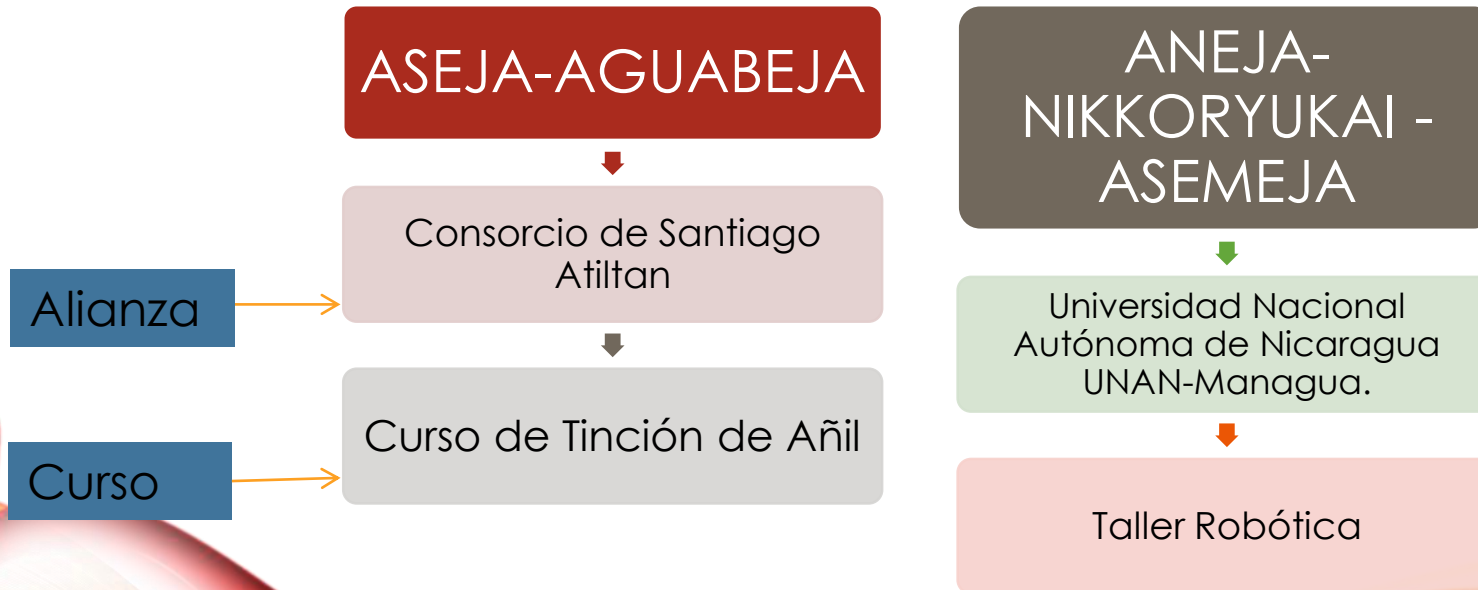 ASEJA-AGUABEJA
Consorcio de Santiago
Atiltan
Alianza
Curso de Tinción de Añil
Curso
ANEJA-
NIKKORYUKAI -
ASEMEJA
Universidad Nacional
Autónoma de Nicaragua
UNAN-Managua.
Taller Robótica